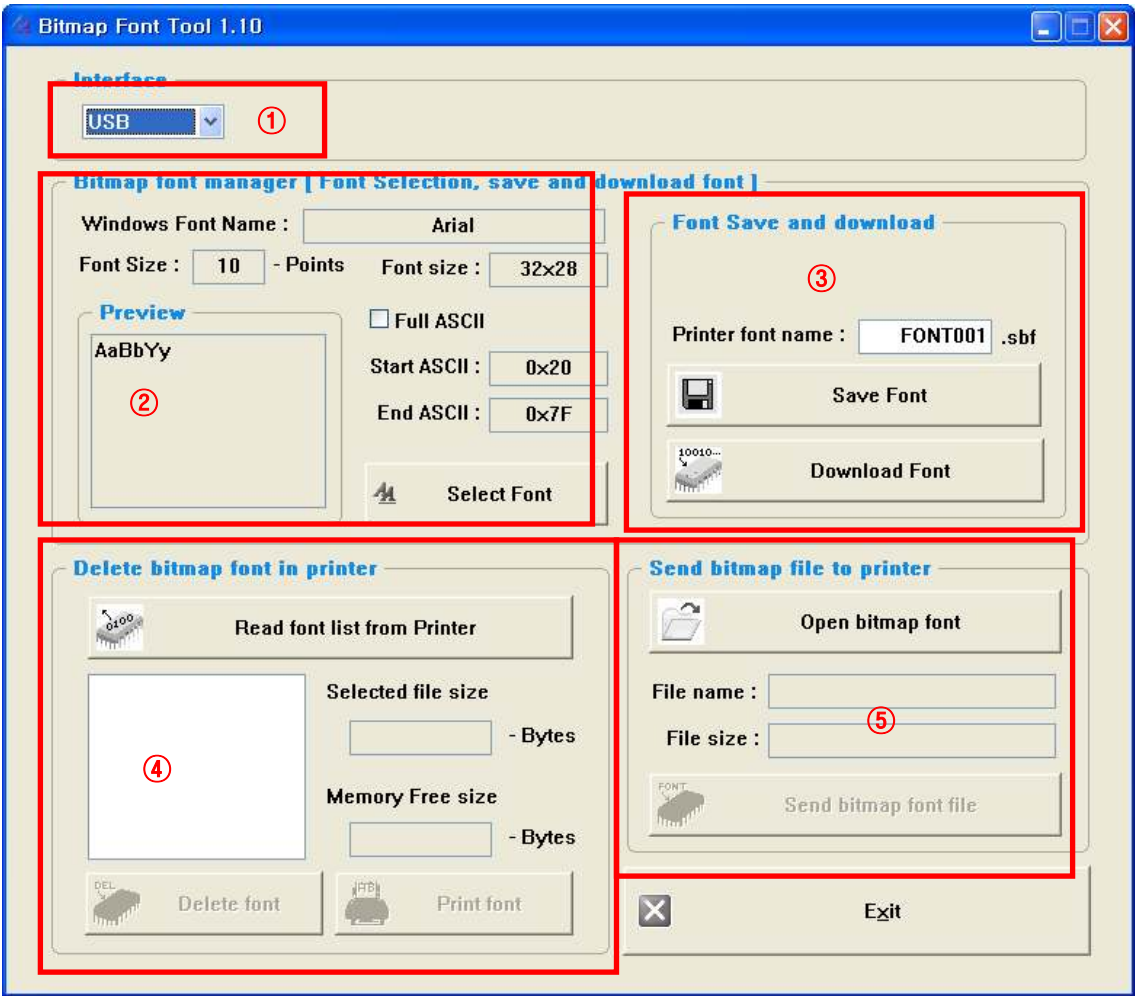 Bitmap Font Tool 1.10
Interface
USB
①
Bitmap font manager [ Font Selection, save and download font ]
Windows Font Name : Arial
Font Size : 10 - Points Font size : 32x28
Preview
AaBbYy
②
Full ASCII
Start ASCII : 0x20
End ASCII : 0x7F
Select Font
Font Save and download
③
Printer font name : FONT001 .sbf
Save Font
10010...
Download Font
Delete bitmap font in printer
0100
Read font list from Printer
④
Selected file size
- Bytes
Memory Free size
- Bytes
DEL
Delete font
AB
Print font
Send bitmap file to printer
Open bitmap font
File name :
⑤
File size :
FONT
Send bitmap font file
Exit